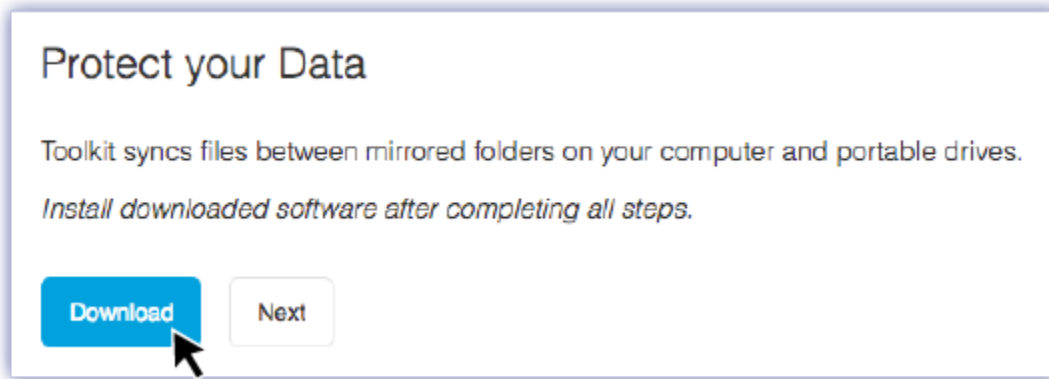 Protect your Data
Toolkit syncs files between mirrored folders on your computer and portable drives.
Install downloaded software after completing all steps.
Download
Next